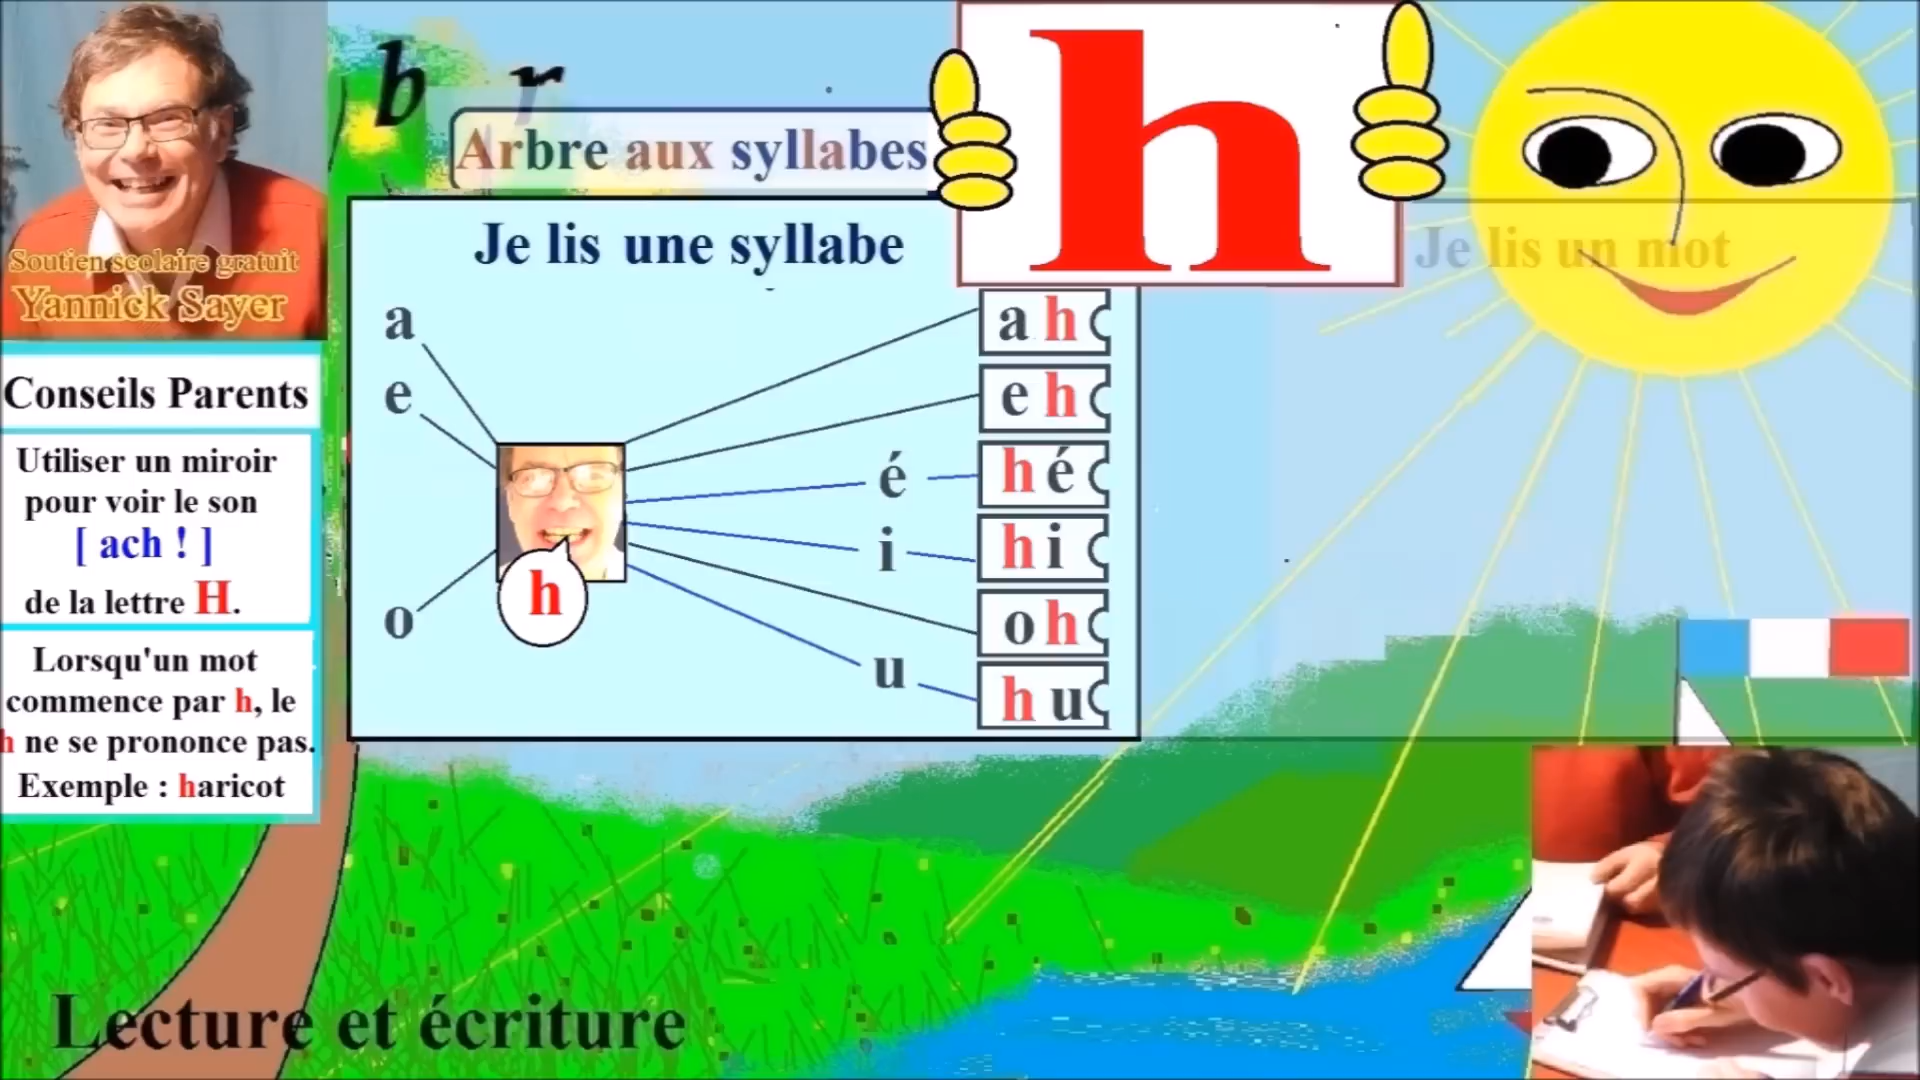 b r
Arbre aux syllabes
h
Soutien scolaire gratuit
Yannick Sayer
Je lis une syllabe
Je lis un mot
a
e
o
h
é
i
u
a h
e h
h é
h i
o h
h u
Conseils Parents
Utiliser un miroir
pour voir le son
[ ach ! ]
de la lettre H.
Lorsqu'un mot
commence par h, le
h ne se prononce pas.
Exemple : haricot
Lecture et écriture